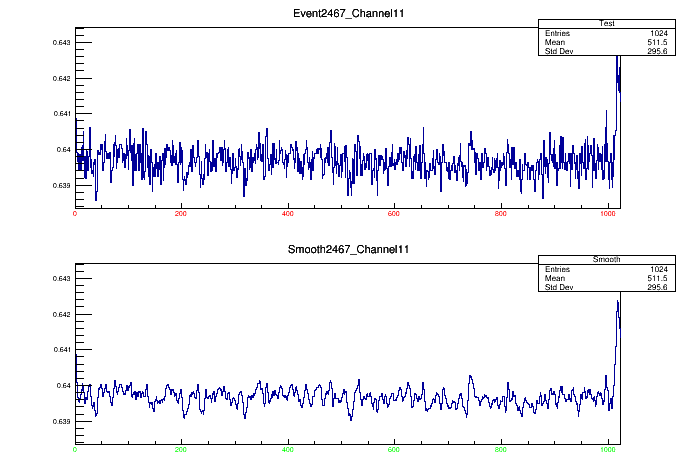 Event2467_Channel11
Test
Entries 1024
Mean 511.5
Std Dev 295.6
0.643
0.642
0.641
0.64
0.639
0 200 400 600 800 1000
Smooth2467_Channel11
Smooth
Entries 1024
Mean 511.5
Std Dev 295.6
0.643
0.642
0.641
0.64
0.639
0 200 400 600 800 1000